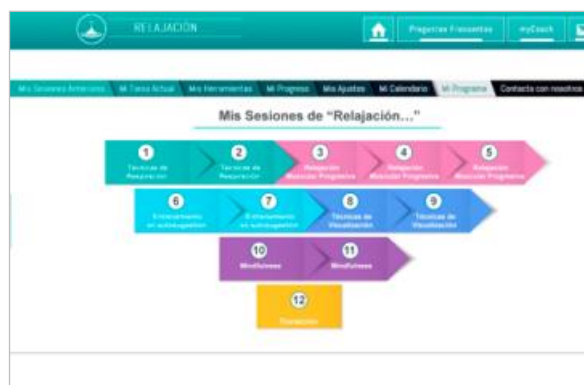 RELAJACIÓN
Preguntas Frecuentes
myCoach
Mis Sesiones Anteriores
Mi Tarea Actual
Mis Herramientas
Mi Progreso
Mis Ajustes
Mi Calendario
Mi Programa
Contacta con nosotros
Mis Sesiones de “Relajación...”
1
Técnicas de
Respiración
2
Técnicas de
Respiración
3
Relajación
Muscular Progresiva
4
Relajación
Muscular Progresiva
5
Relajación
Muscular Progresiva
6
Entrenamiento
en autosugestión
7
Entrenamiento
en autosugestión
8
Técnicas de
Visualización
9
Técnicas de
Visualización
10
Mindfulness
11
Mindfulness
12